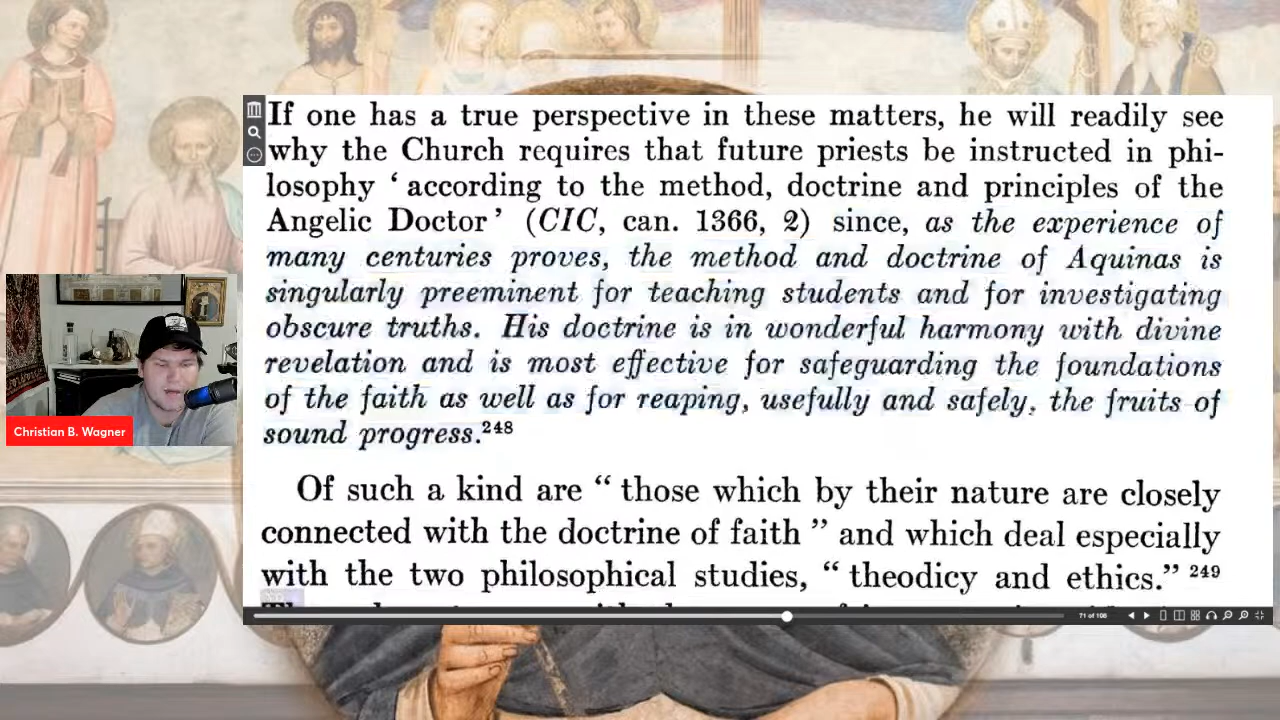 If one has a true perspective in these matters, he will readily see
why the Church requires that future priests be instructed in phi-
losophy ‘ according to the method, doctrine and principles of the
Angelic Doctor ’ (CIC, can. 1366, 2) since, as the experience of
many centuries proves, the method and doctrine of Aquinas is
singularly preeminent for teaching students and for investigating
obscure truths. His doctrine is in wonderful harmony with divine
revelation and is most effective for safeguarding the foundations
of the faith as well as for reaping, usefully and safely, the fruits of
sound progress.248
Of such a kind are “ those which by their nature are closely
connected with the doctrine of faith ” and which deal especially
with the two philosophical studies, “ theodicy and ethics.” 249
Christian B. Wagner
71 of 108